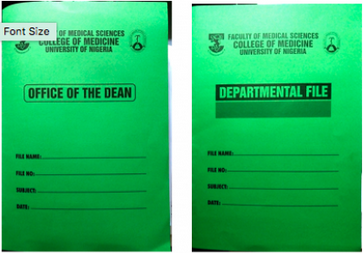 Font Size
Y OF MEDICAL SCIENCES
COLLEGE OF MEDICINE
UNIVERSITY OF NIGERIA
OFFICE OF THE DEAN
FILE NAME:
FILE NO:
SUBJECT:
DATE:
FACULTY OF MEDICAL SCIENCES
COLLEGE OF MEDICINE
UNIVERSITY OF NIGERIA
DEPARTMENTAL FILE
FILE NAME:
FILE NO:
SUBJECT:
DATE: